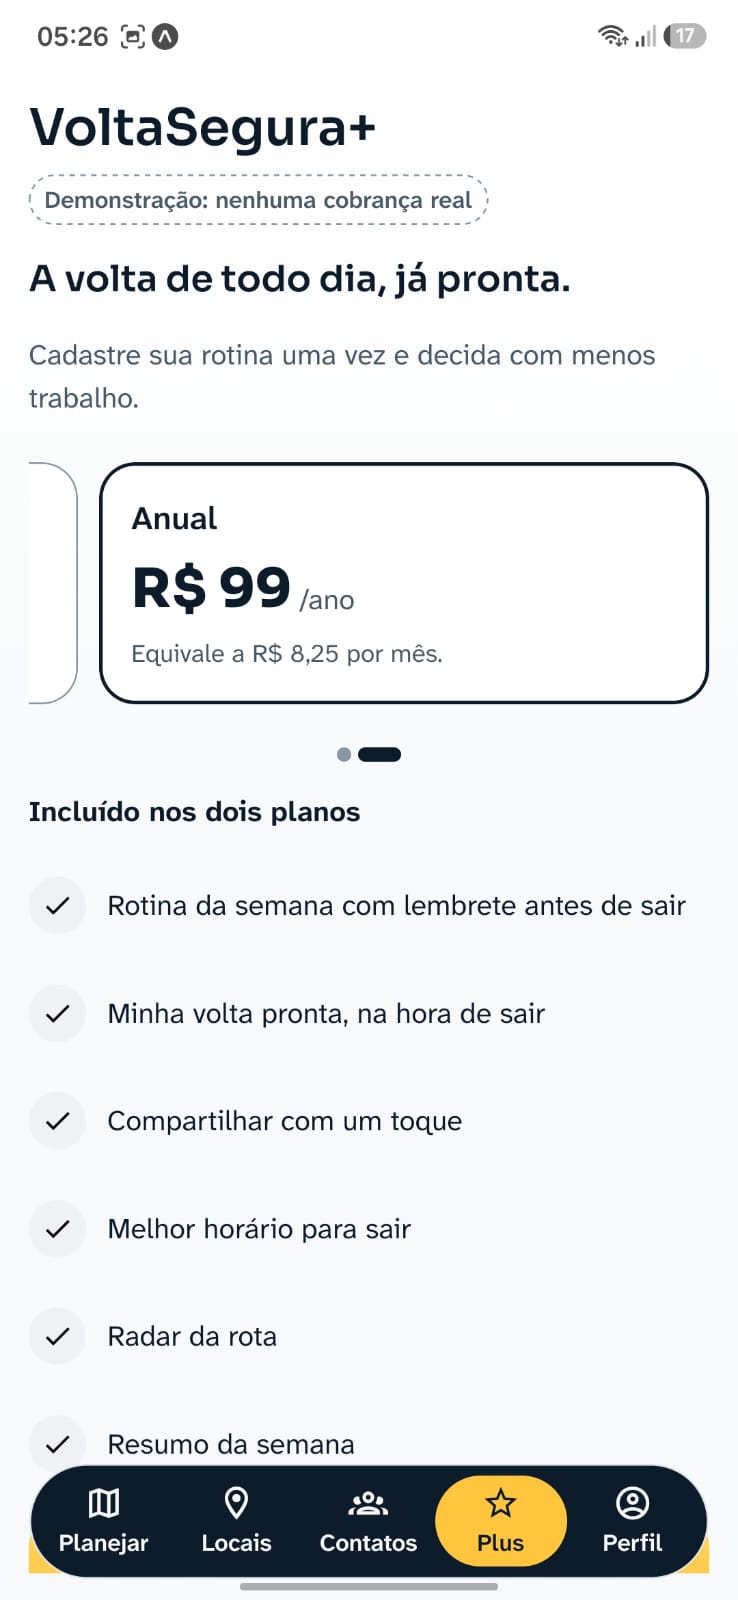 05:26
17
VoltaSegura+
Demonstração: nenhuma cobrança real
A volta de todo dia, já pronta.
Cadastre sua rotina uma vez e decida com menos
trabalho.
Anual
R$ 99 /ano
Equivale a R$ 8,25 por mês.
Incluído nos dois planos
Rotina da semana com lembrete antes de sair
Minha volta pronta, na hora de sair
Compartilhar com um toque
Melhor horário para sair
Radar da rota
Resumo da semana
Planejar
Locais
Contatos
Plus
Perfil